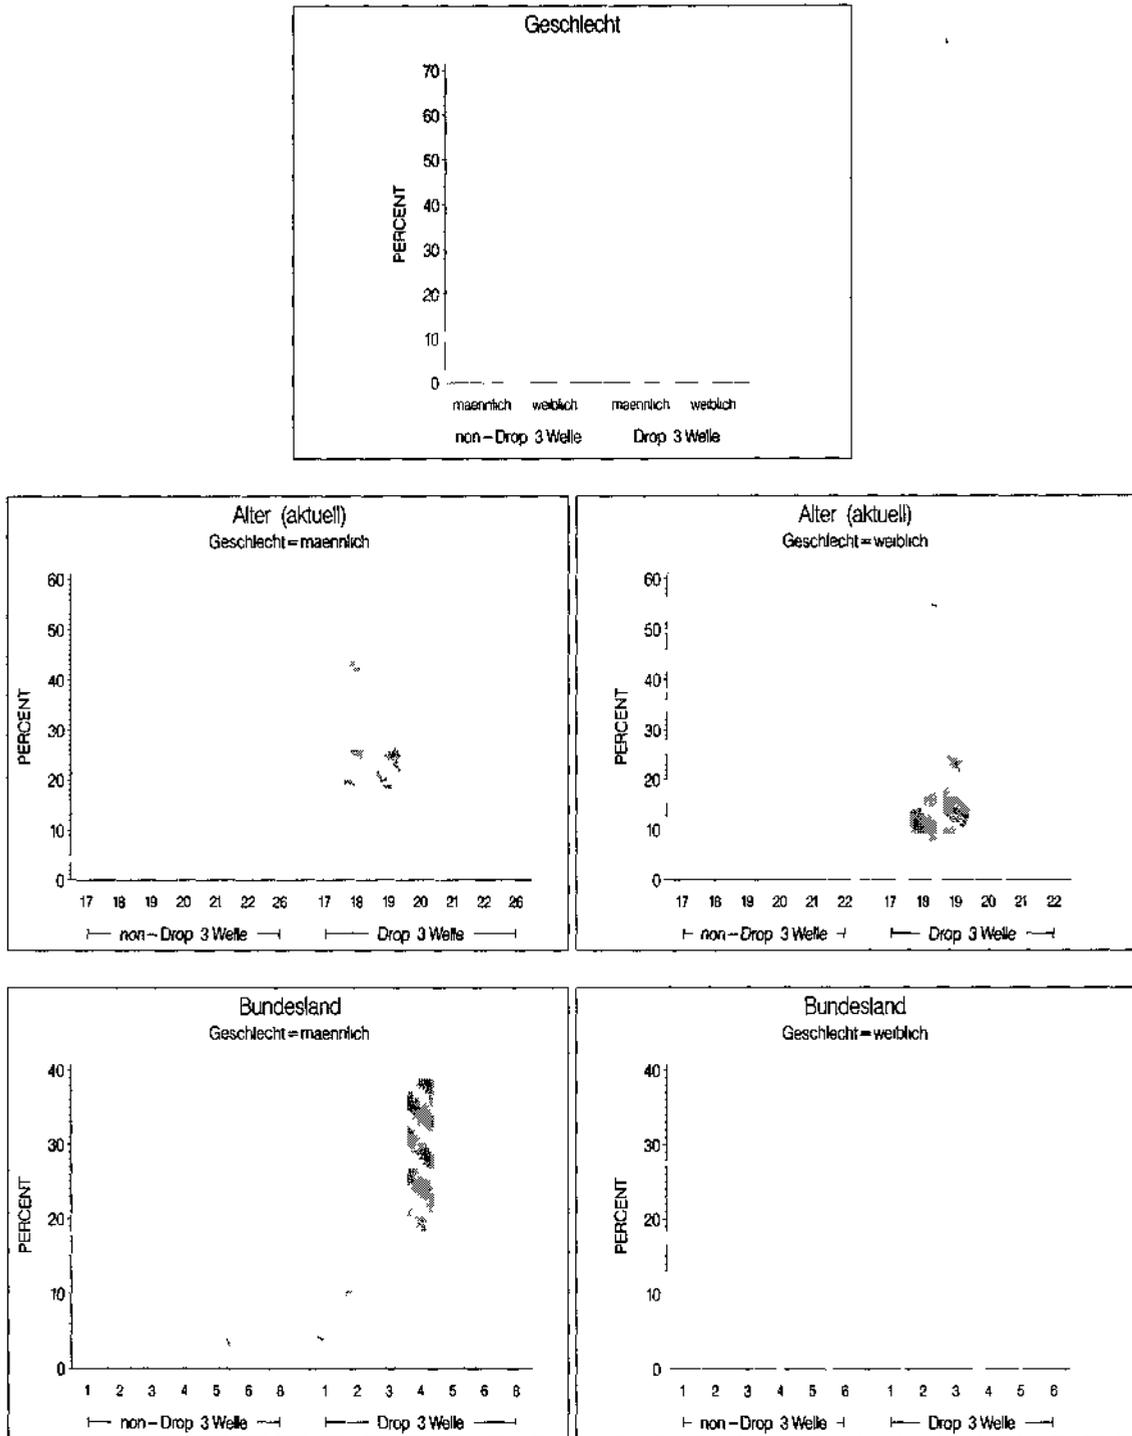 Geschlecht
70
60
50
40
30
20
10
0
PERCENT
maennlich weiblich maennlich weiblich
non-Drop 3 Welle Drop 3 Welle
Alter (aktuell)
Geschlecht=maennlich
60
50
40
30
20
10
0
PERCENT
17 18 19 20 21 22 26 17 18 19 20 21 22 26
non-Drop 3 Welle Drop 3 Welle
Alter (aktuell)
Geschlecht=weiblich
60
50
40
30
20
10
0
PERCENT
17 18 19 20 21 22 17 18 19 20 21 22
non-Drop 3 Welle Drop 3 Welle
Bundesland
Geschlecht=maennlich
40
30
20
10
0
PERCENT
1 2 3 4 5 6 8 1 2 3 4 5 6 8
non-Drop 3 Welle Drop 3 Welle
Bundesland
Geschlecht=weiblich
40
30
20
10
0
PERCENT
1 2 3 4 5 6 1 2 3 4 5 6
non-Drop 3 Welle Drop 3 Welle